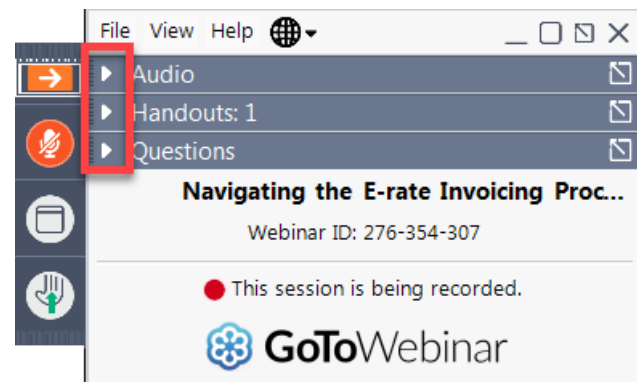 File View Help
Audio
Handouts: 1
Questions
Navigating the E-rate Invoicing Proc...
Webinar ID: 276-354-307
This session is being recorded.
GoToWebinar